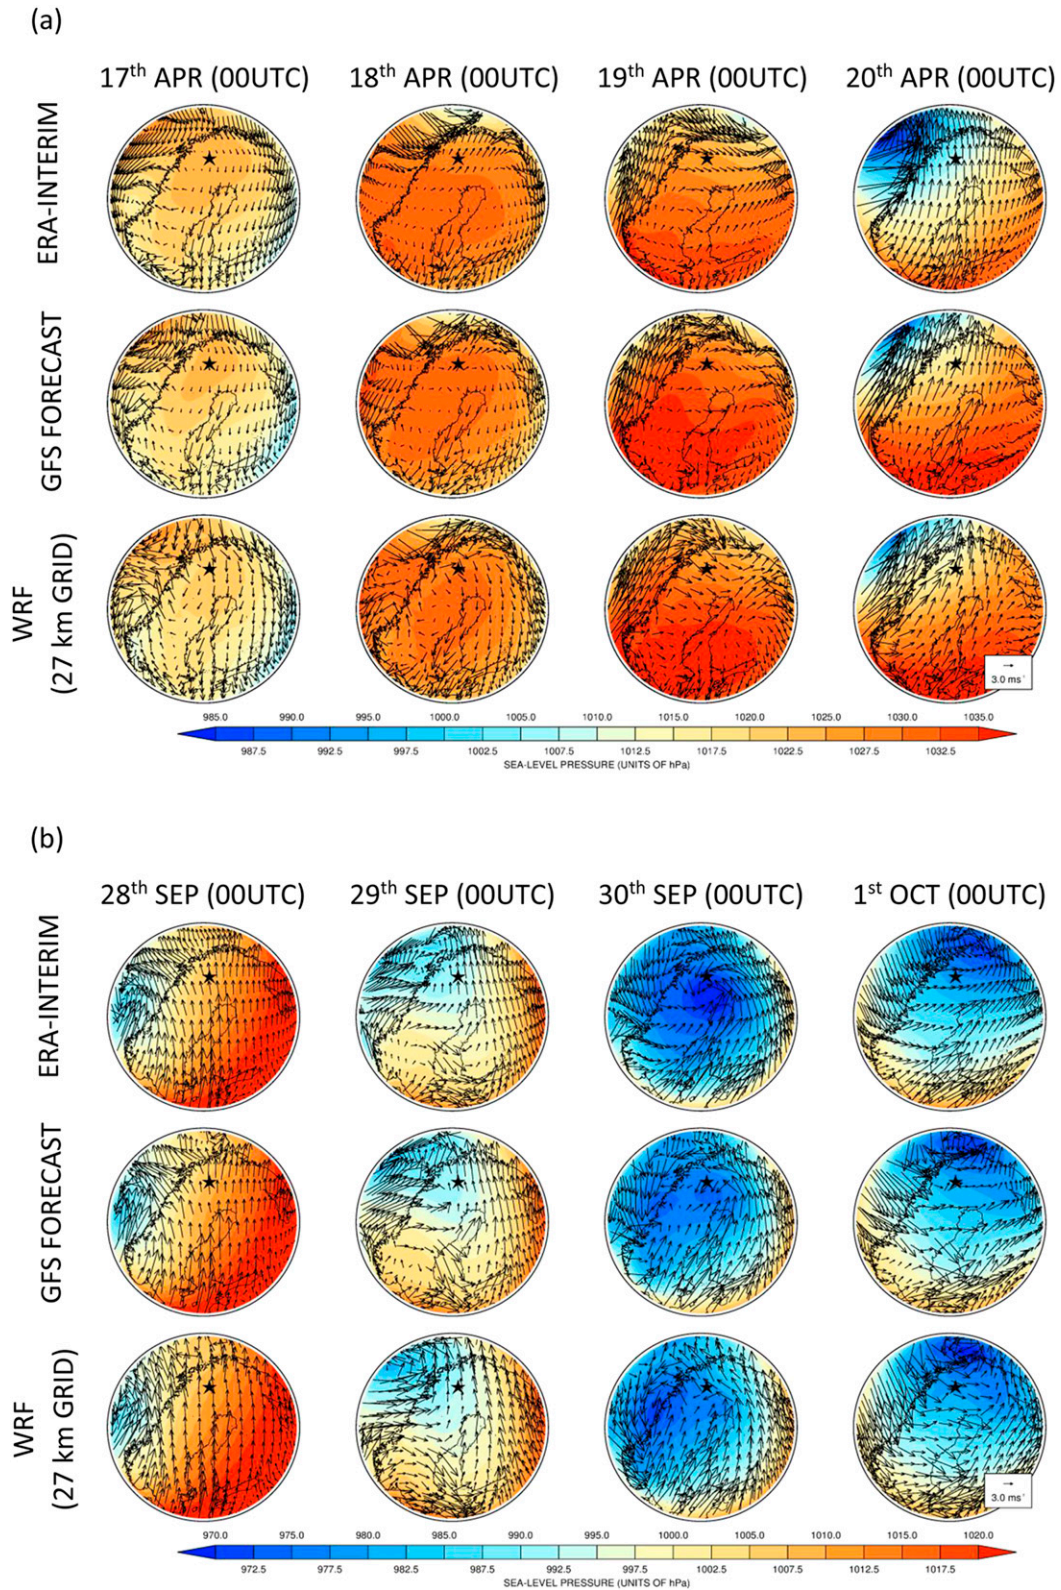 (a)
17th APR (00UTC) 18th APR (00UTC) 19th APR (00UTC) 20th APR (00UTC)
ERA-INTERIM
GFS FORECAST
WRF
(27 km GRID)
3.0 ms⁻
985.0 990.0 995.0 1000.0 1005.0 1010.0 1015.0 1020.0 1025.0 1030.0 1035.0
987.5 992.5 997.5 1002.5 1007.5 1012.5 1017.5 1022.5 1027.5 1032.5
SEA-LEVEL PRESSURE (UNITS OF hPa)
(b)
28th SEP (00UTC) 29th SEP (00UTC) 30th SEP (00UTC) 1st OCT (00UTC)
ERA-INTERIM
GFS FORECAST
WRF
(27 km GRID)
3.0 ms⁻
970.0 975.0 980.0 985.0 990.0 995.0 1000.0 1005.0 1010.0 1015.0 1020.0
972.5 977.5 982.5 987.5 992.5 997.5 1002.5 1007.5 1012.5 1017.5
SEA-LEVEL PRESSURE (UNITS OF hPa)